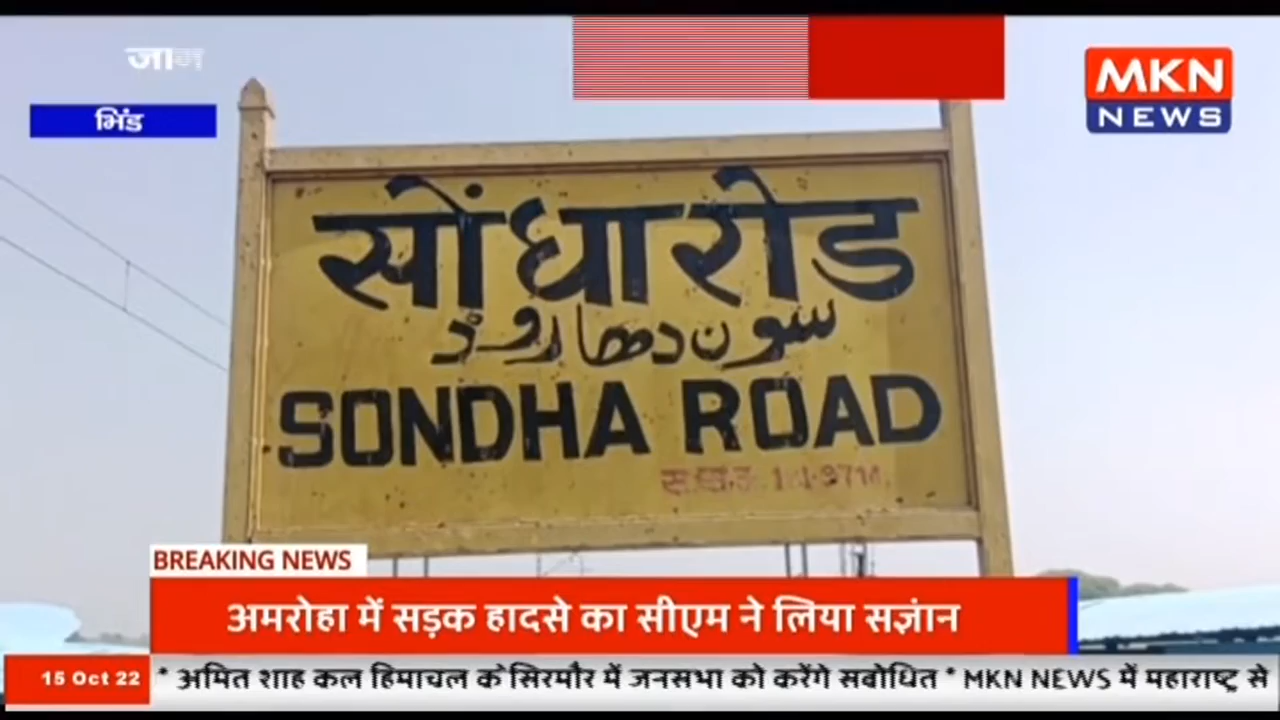 MKN
NEWS
भिंड
सोंधारोड
سون دھا روڈ
SONDHA ROAD
BREAKING NEWS
अमरोहा में सड़क हादसे का सीएम ने लिया सज्ञांन
15 Oct 22
* अमित शाह कल हिमाचल के सिरमौर में जनसभा को करेंगे सबोधित * MKN NEWS में महाराष्ट्र से